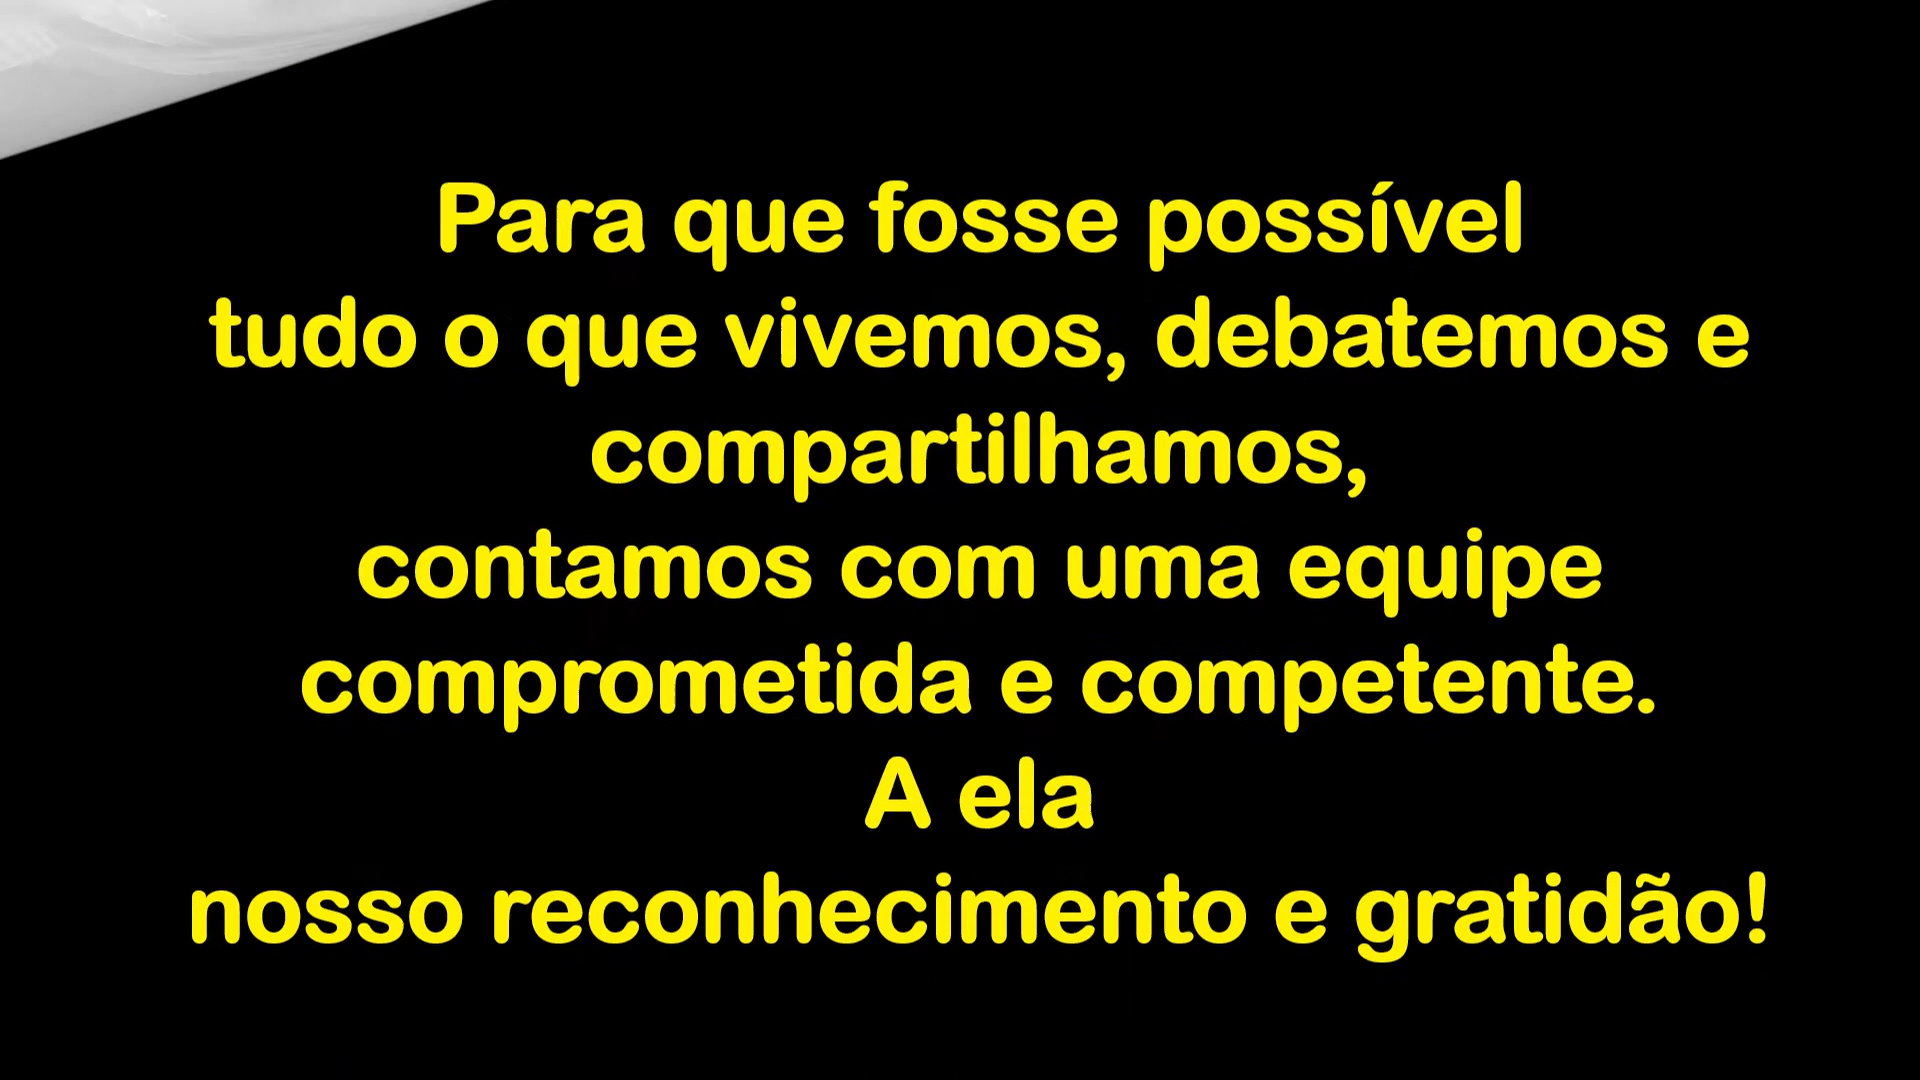 Para que fosse possível
tudo o que vivemos, debatemos e
compartilhamos,
contamos com uma equipe
comprometida e competente.
A ela
nosso reconhecimento e gratidão!